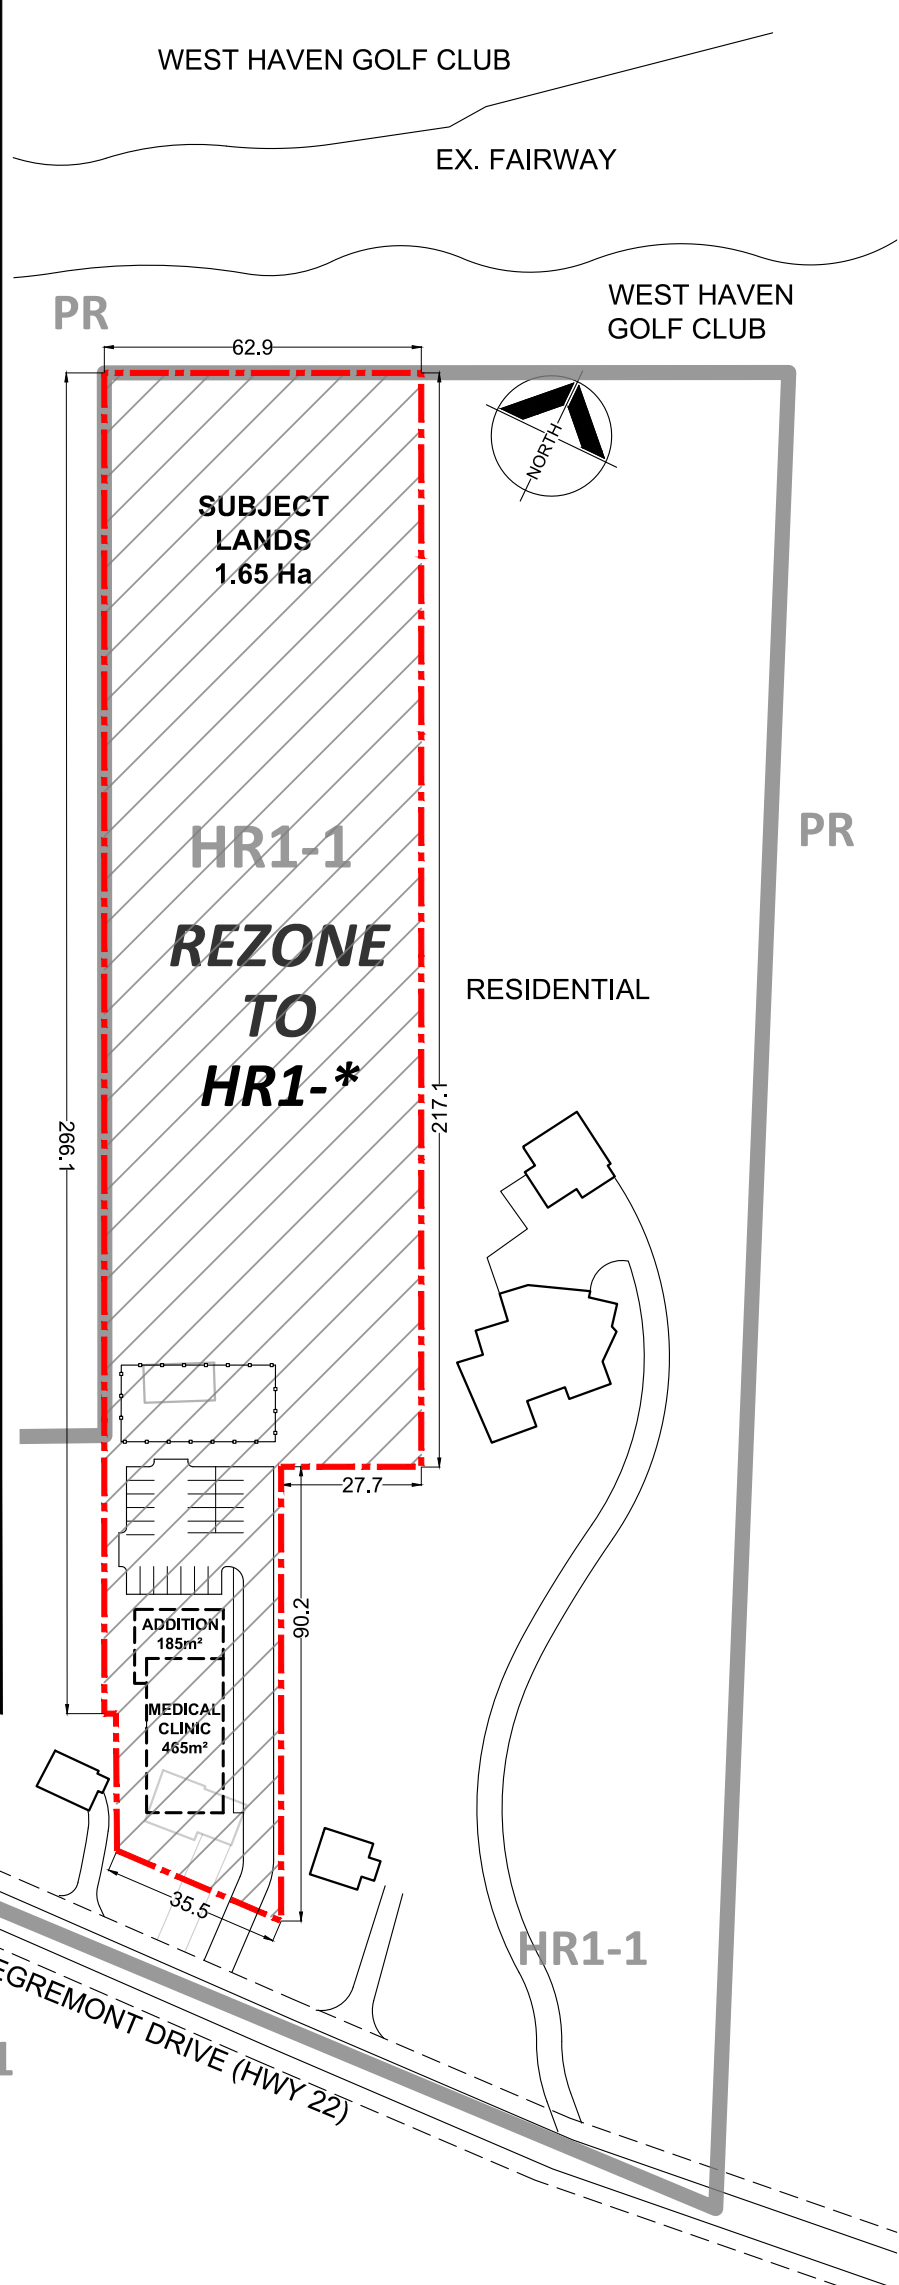 WEST HAVEN GOLF CLUB
EX. FAIRWAY
WEST HAVEN
GOLF CLUB
PR
62.9
NORTH
SUBJECT
LANDS
1.65 Ha
HR1-1
PR
REZONE
TO
HR1-*
RESIDENTIAL
266.1
217.1
27.7
90.2
ADDITION
185m²
MEDICAL
CLINIC
465m²
35.5
HR1-1
EGREMONT DRIVE (HWY 22)
1